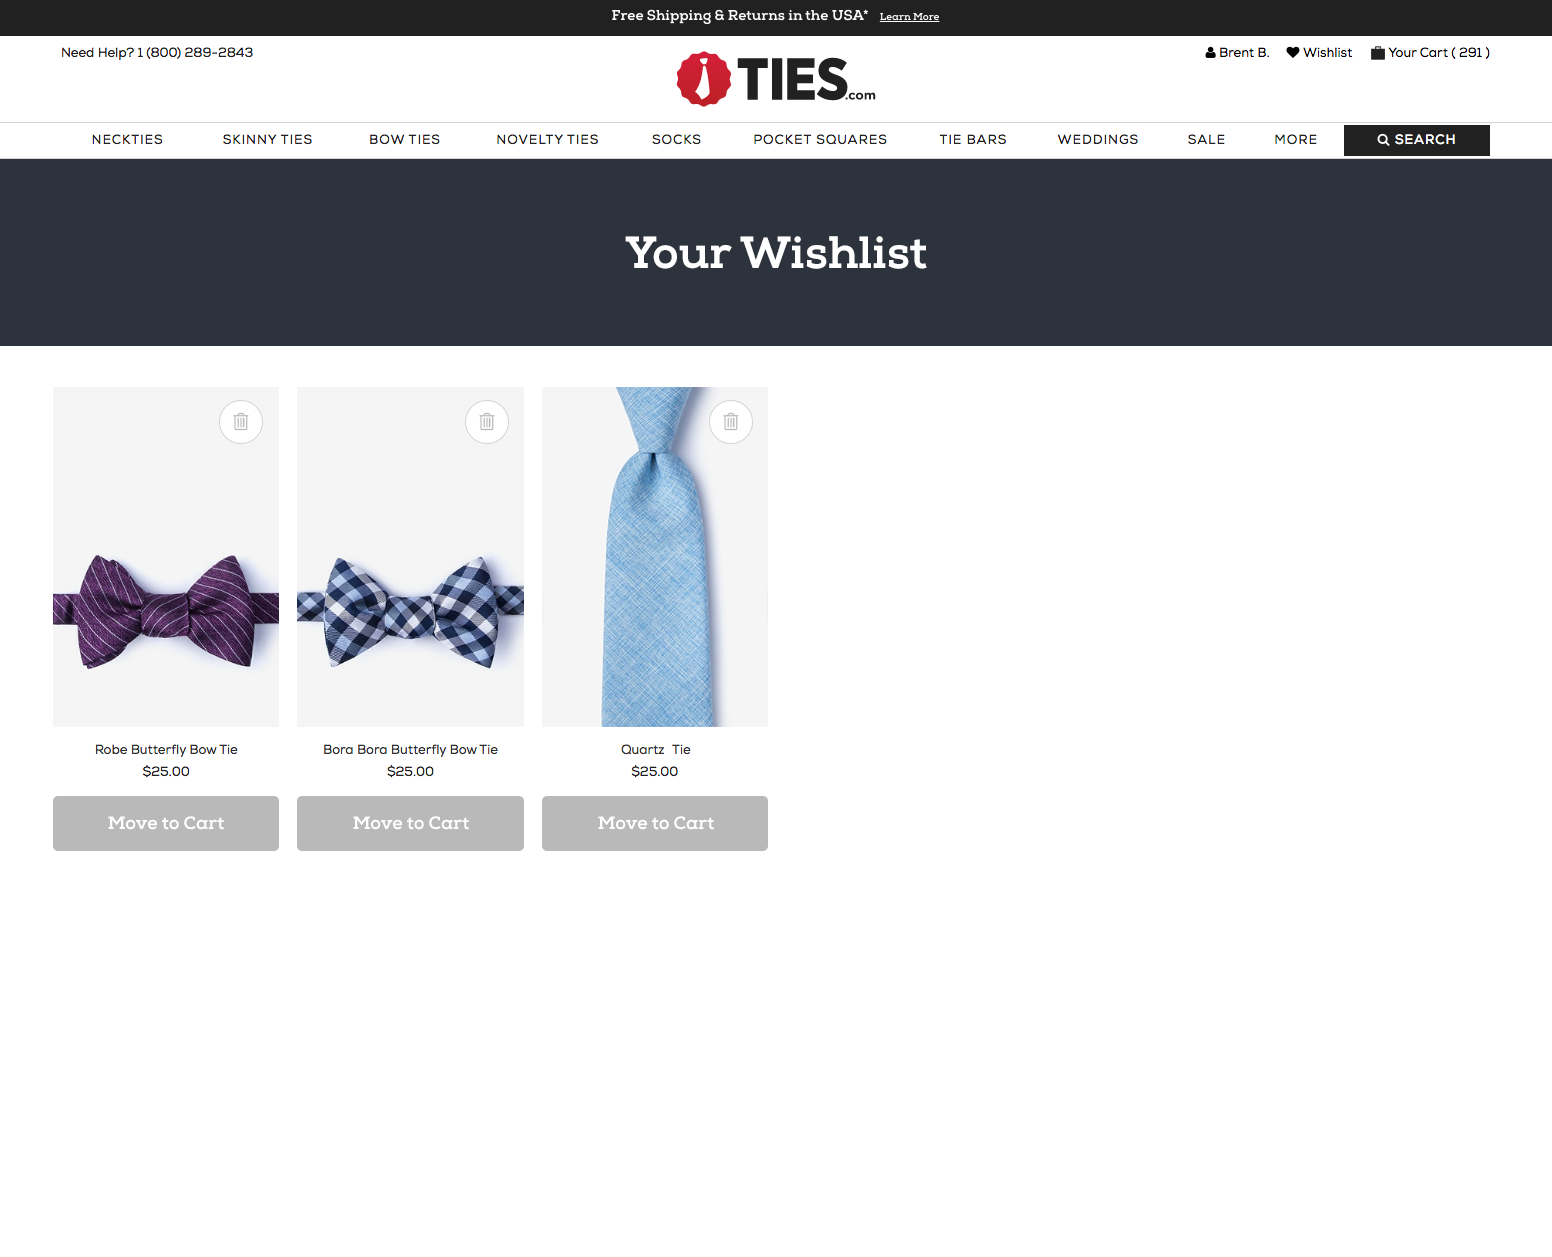 Free Shipping & Returns in the USA* Learn More
Need Help? 1 (800) 289-2843
Brent B. Wishlist Your Cart ( 291 )
TIES.com
NECKTIES SKINNY TIES BOW TIES NOVELTY TIES SOCKS POCKET SQUARES TIE BARS WEDDINGS SALE MORE SEARCH
Your Wishlist
Robe Butterfly Bow Tie
$25.00
Move to Cart
Bora Bora Butterfly Bow Tie
$25.00
Move to Cart
Quartz Tie
$25.00
Move to Cart